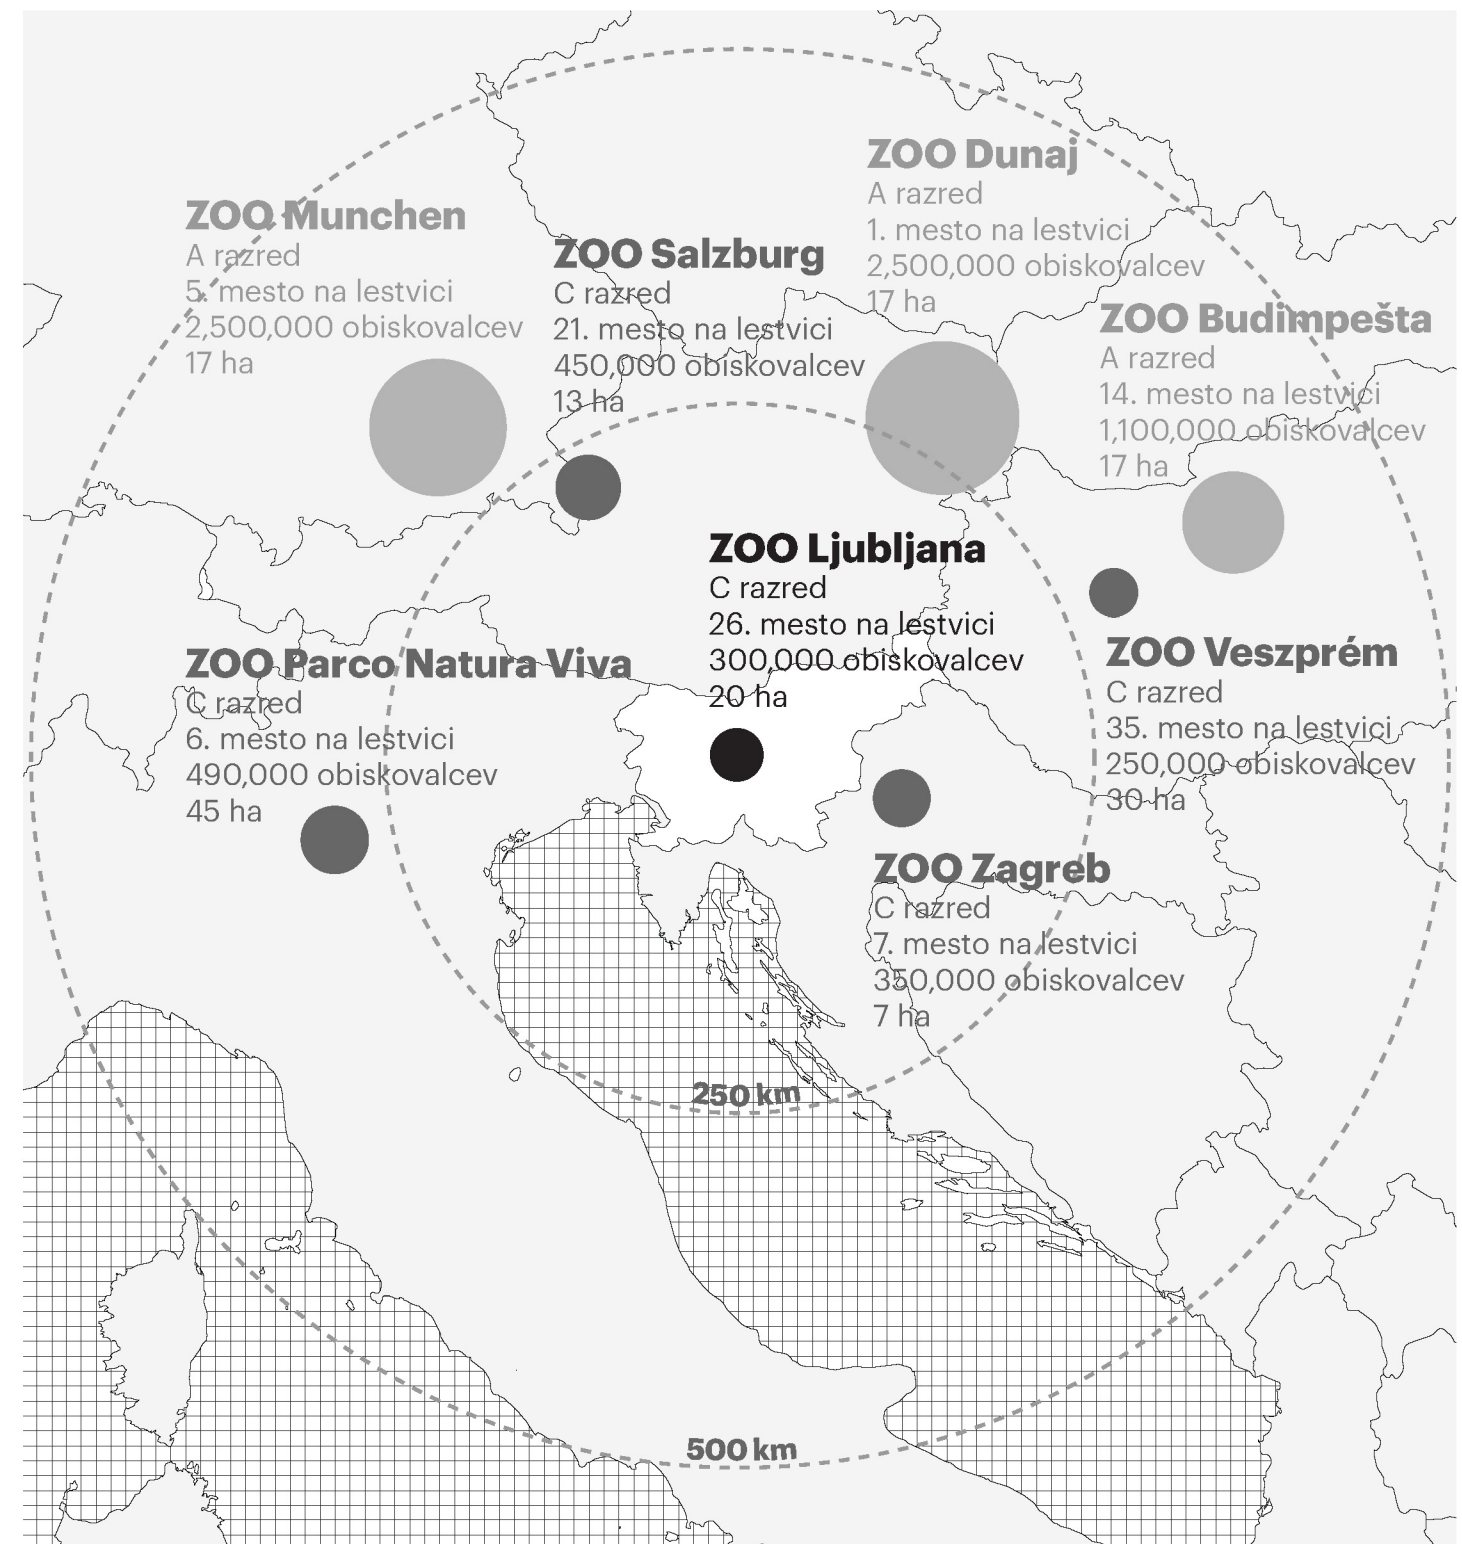 ZOO Dunaj
A razred
1. mesto na lestvici
2,500,000 obiskovalcev
17 ha
ZOO Munchen
A razred
5. mesto na lestvici
2,500,000 obiskovalcev
17 ha
ZOO Salzburg
C razred
21. mesto na lestvici
450,000 obiskovalcev
13 ha
ZOO Budimpešta
A razred
14. mesto na lestvici
1,100,000 obiskovalcev
17 ha
ZOO Ljubljana
C razred
26. mesto na lestvici
300,000 obiskovalcev
20 ha
ZOO Parco Natura Viva
C razred
6. mesto na lestvici
490,000 obiskovalcev
45 ha
ZOO Veszprém
C razred
35. mesto na lestvici
250,000 obiskovalcev
30 ha
ZOO Zagreb
C razred
7. mesto na lestvici
350,000 obiskovalcev
7 ha
250 km
500 km